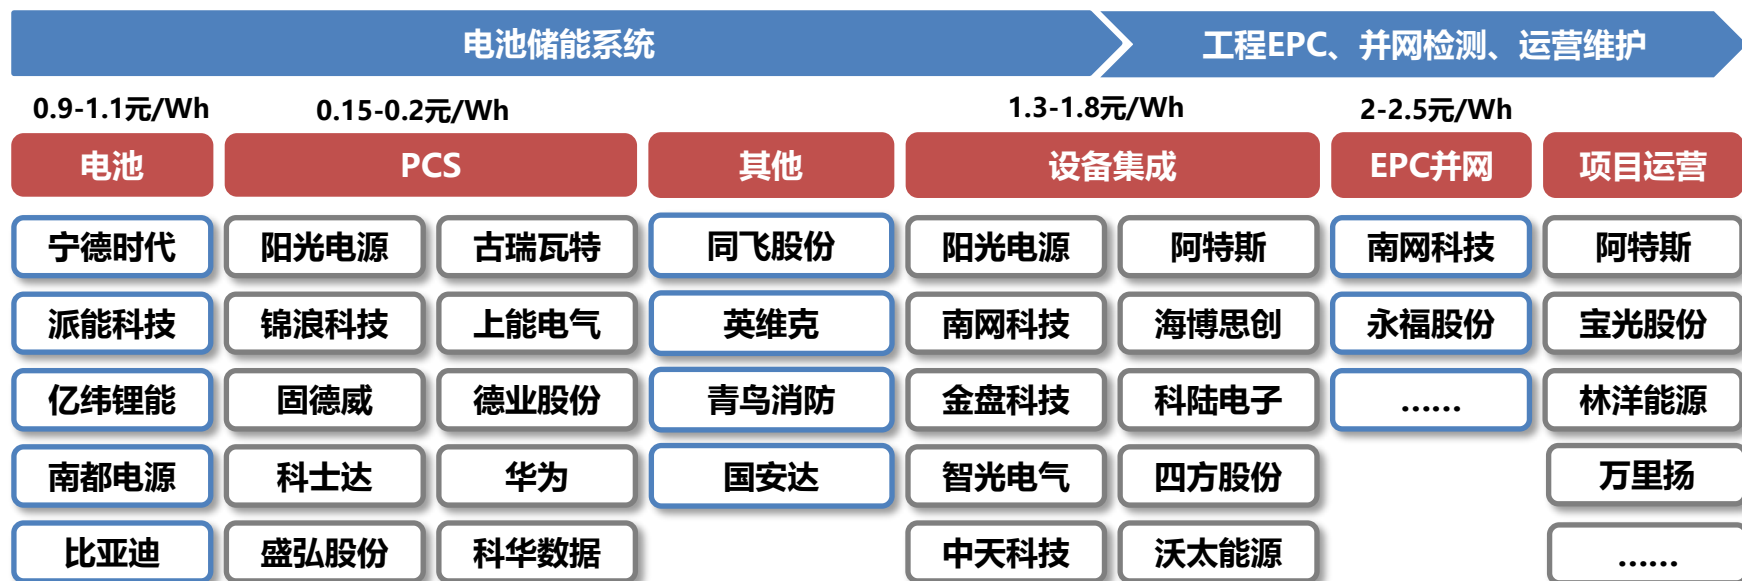 电池储能系统 工程EPC、并网检测、运营维护
0.9-1.1元/Wh 0.15-0.2元/Wh 1.3-1.8元/Wh 2-2.5元/Wh
电池 PCS 其他 设备集成 EPC并网 项目运营
宁德时代 阳光电源 古瑞瓦特 同飞股份 阳光电源 阿特斯 南网科技 阿特斯
派能科技 锦浪科技 上能电气 英维克 南网科技 海博思创 永福股份 宝光股份
亿纬锂能 固德威 德业股份 青鸟消防 金盘科技 科陆电子 …… 林洋能源
南都电源 科士达 华为 国安达 智光电气 四方股份 万里扬
比亚迪 盛弘股份 科华数据 中天科技 沃太能源 ……